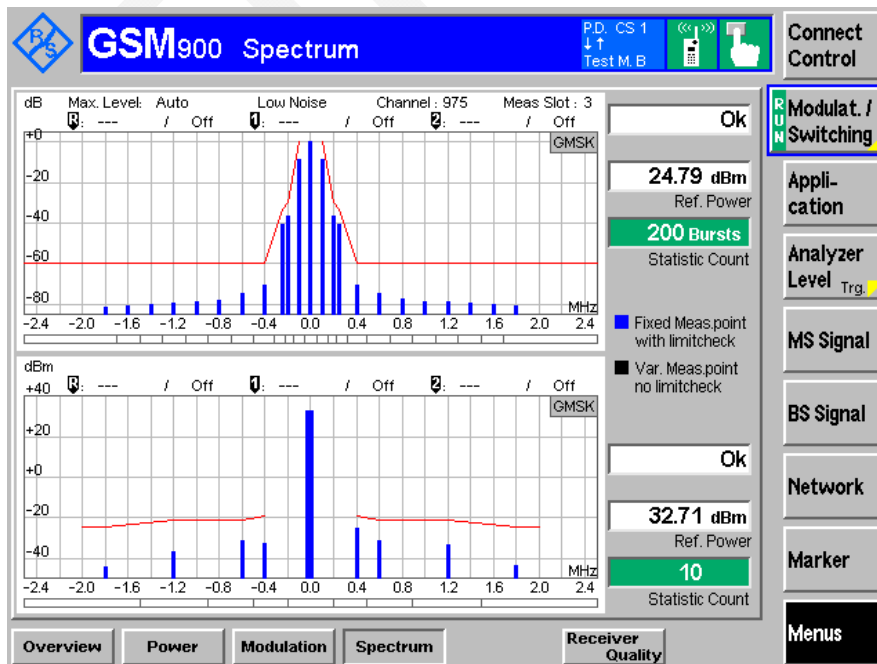 R&S
GSM900 Spectrum
P.D. CS 1
↓↑
Test M. B
Connect
Control
dB Max. Level: Auto Low Noise Channel : 975 Meas Slot : 3
R: --- / Off 1: --- / Off 2: --- / Off
GMSK
+0
-20
-40
-60
-80
MHz
-2.4 -2.0 -1.6 -1.2 -0.8 -0.4 0.0 0.4 0.8 1.2 1.6 2.0 2.4
Ok
24.79 dBm
Ref. Power
200 Bursts
Statistic Count
Fixed Meas.point
with limitcheck
Var. Meas.point
no limitcheck
dBm
R: --- / Off 1: --- / Off 2: --- / Off
GMSK
+40
+20
+0
-20
-40
MHz
-2.4 -2.0 -1.6 -1.2 -0.8 -0.4 0.0 0.4 0.8 1.2 1.6 2.0 2.4
Ok
32.71 dBm
Ref. Power
10
Statistic Count
RUN
Modulat. /
Switching
Appli-
cation
Analyzer
Level Trg.
MS Signal
BS Signal
Network
Marker
Menus
Overview
Power
Modulation
Spectrum
Receiver
Quality